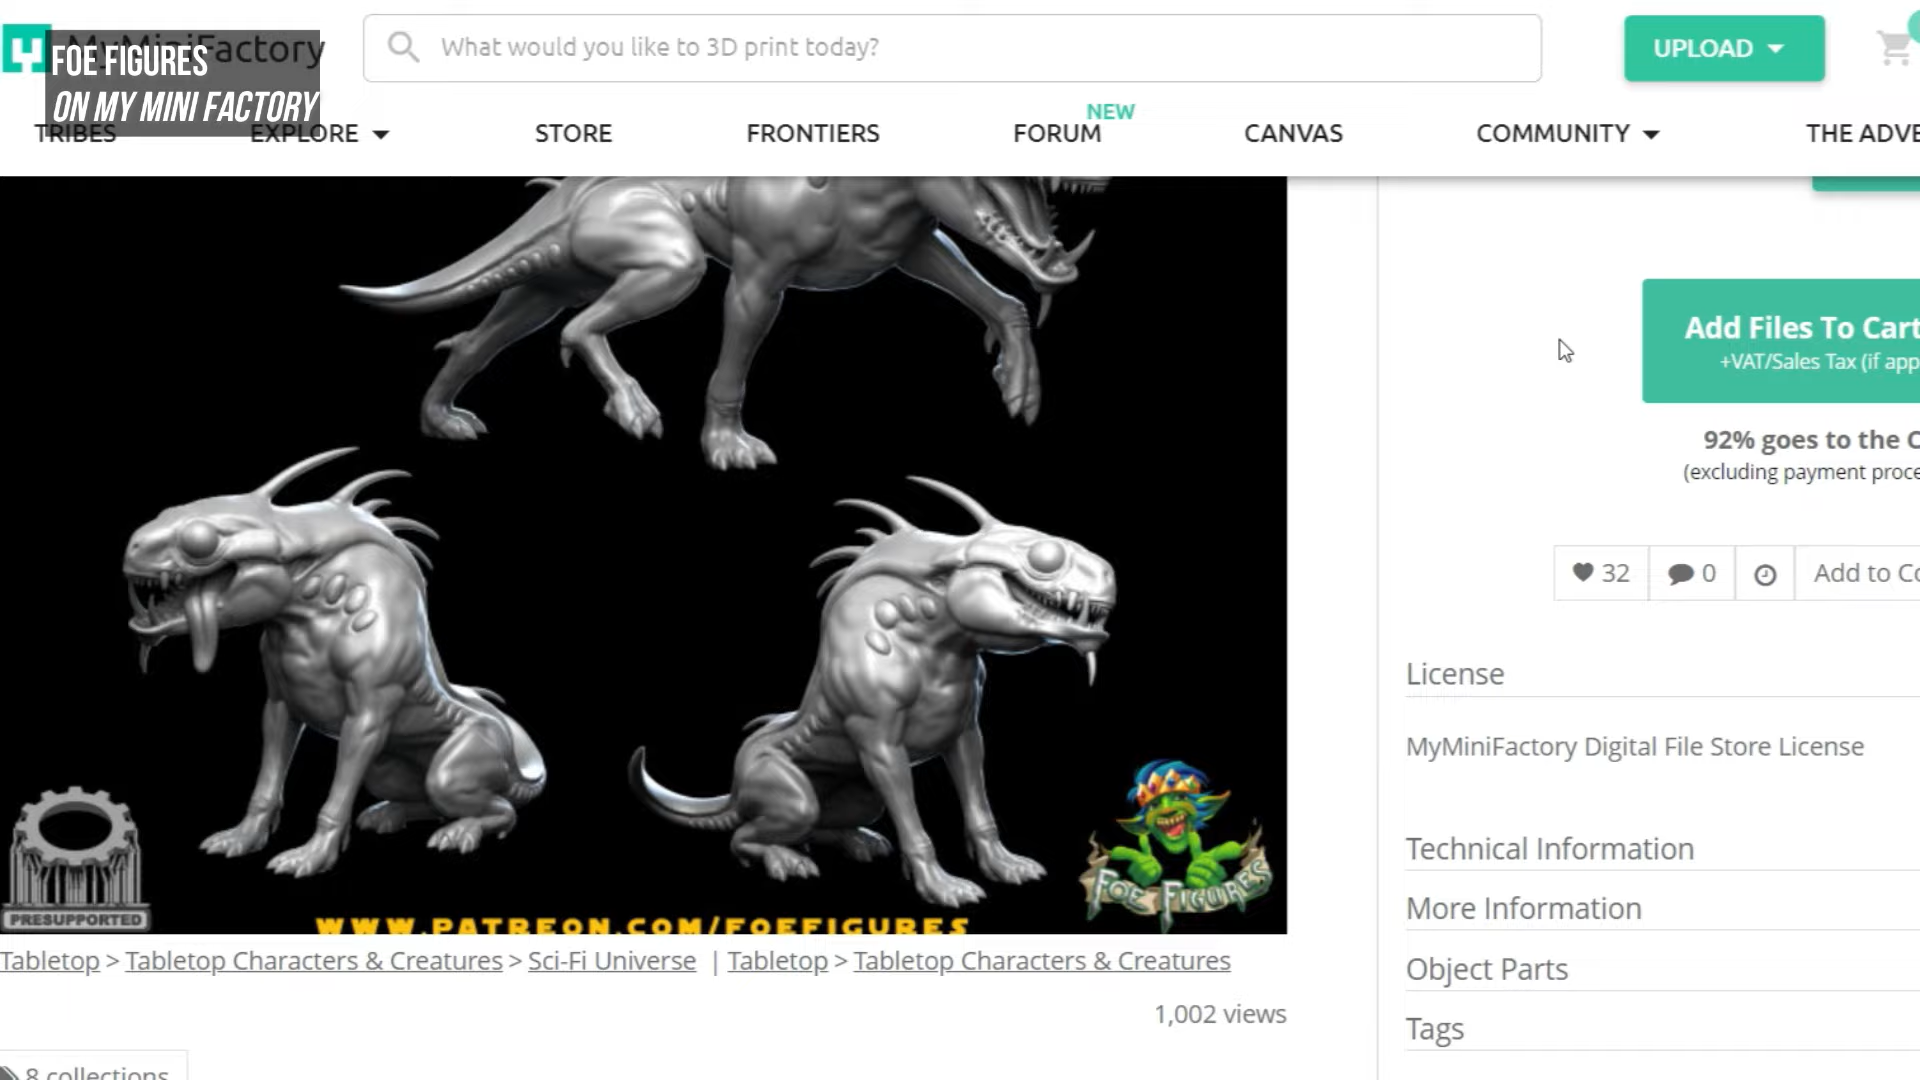 MyMiniFactory
FOE FIGURES
ON MY MINI FACTORY
What would you like to 3D print today?
UPLOAD
TRIBES
EXPLORE
STORE
FRONTIERS
NEW
FORUM
CANVAS
COMMUNITY
THE ADVE
Add Files To Cart
+VAT/Sales Tax (if app
92% goes to the C
(excluding payment proce
32
0
Add to Co
License
MyMiniFactory Digital File Store License
Technical Information
More Information
Object Parts
Tags
PRESUPPORTED
FOE FIGURES
WWW.PATREON.COM/FOEFIGURES
Tabletop > Tabletop Characters & Creatures > Sci-Fi Universe | Tabletop > Tabletop Characters & Creatures
1,002 views
8 collections